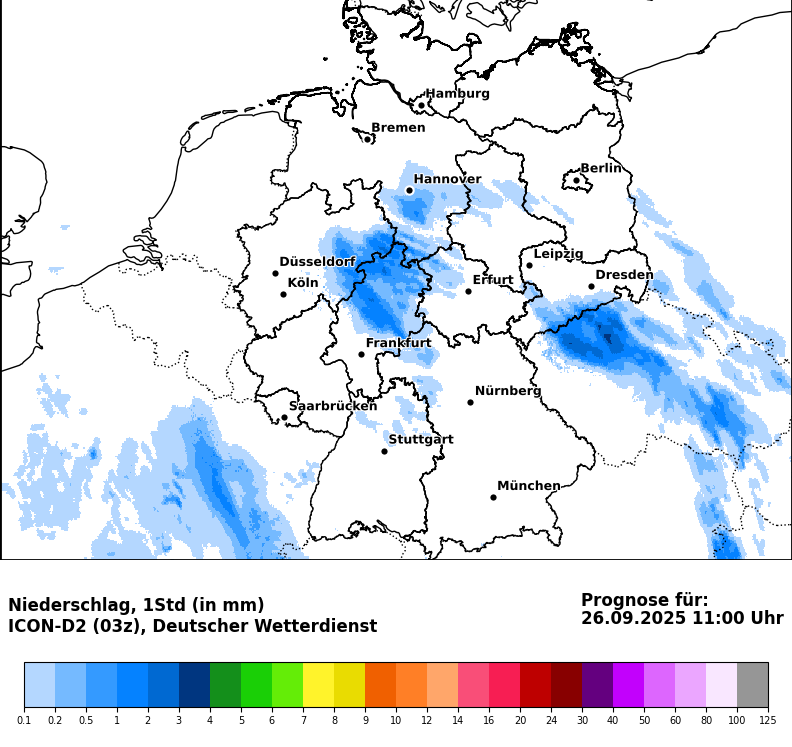 Hamburg
Bremen
Berlin
Hannover
Leipzig
Düsseldorf
Dresden
Köln
Erfurt
Frankfurt
Nürnberg
Saarbrücken
Stuttgart
München
Niederschlag, 1Std (in mm)
ICON-D2 (03z), Deutscher Wetterdienst
Prognose für:
26.09.2025 11:00 Uhr
0.1 0.2 0.5 1 2 3 4 5 6 7 8 9 10 12 14 16 20 24 30 40 50 60 80 100 125